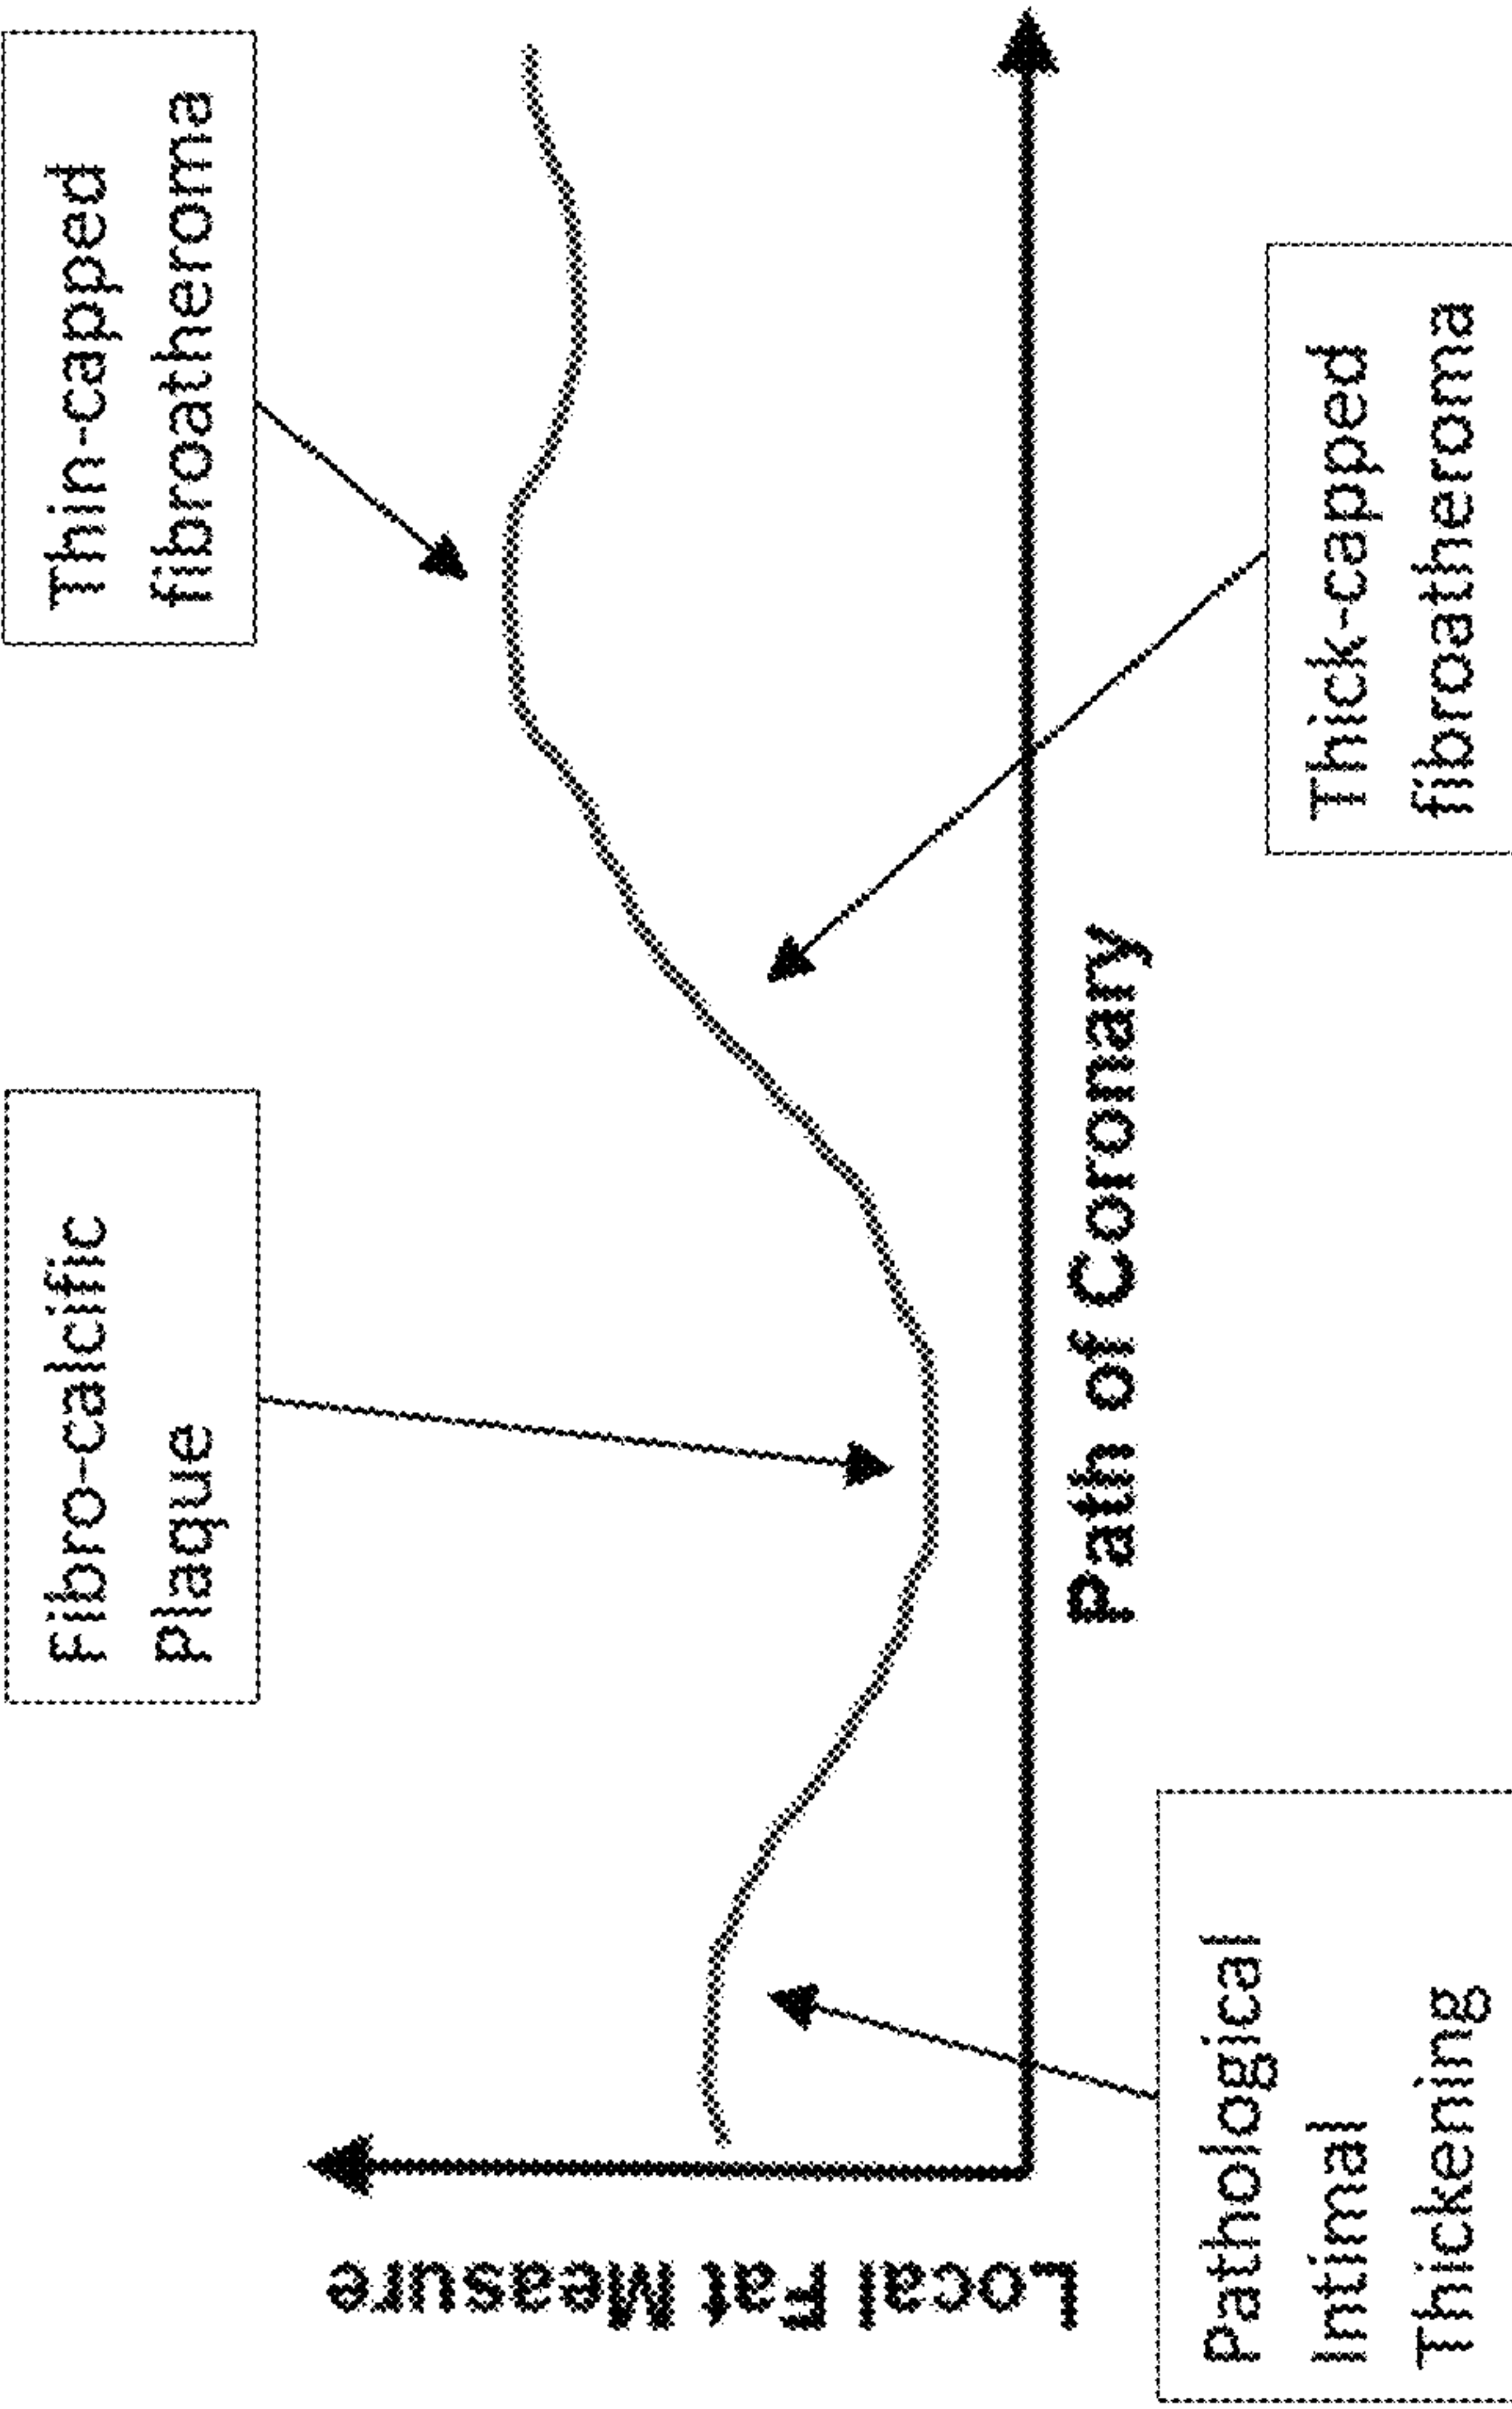 Fibro-calcific
Plaque
Thin-capped
fibroatheroma
Local Fat Measure
Path of Coronary
Pathological
Intimal
Thickening
Thick-capped
fibroatheroma